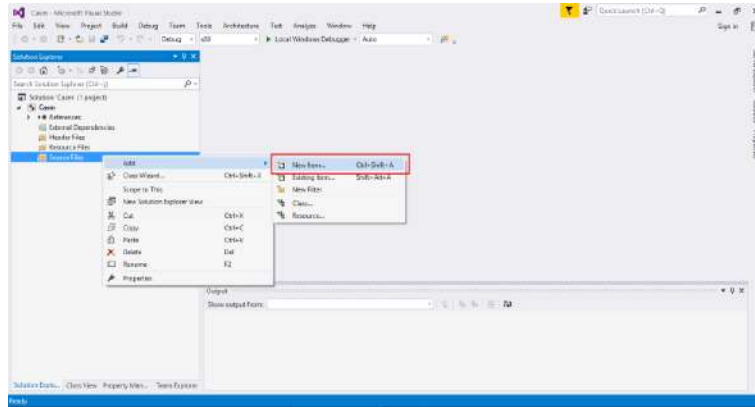 Caser - Microsoft Visual Studio
Quick Launch (Ctrl+Q)
File Edit View Project Build Debug Team Tools Architecture Test Analyze Window Help
Sign in
Debug x86 Local Windows Debugger Auto
Solution Explorer
Search Solution Explorer (Ctrl+;)
Solution 'Caser' (1 project)
Caser
References
External Dependencies
Header Files
Resource Files
Source Files
Add
Class Wizard... Ctrl+Shift+X
Scope to This
New Solution Explorer View
Cut Ctrl+X
Copy Ctrl+C
Paste Ctrl+V
Delete Del
Rename F2
Properties
New Item... Ctrl+Shift+A
Existing Item... Shift+Alt+A
New Filter
Class...
Resource...
Output
Show output from:
Solution Explo... Class View Property Man... Team Explorer
Ready